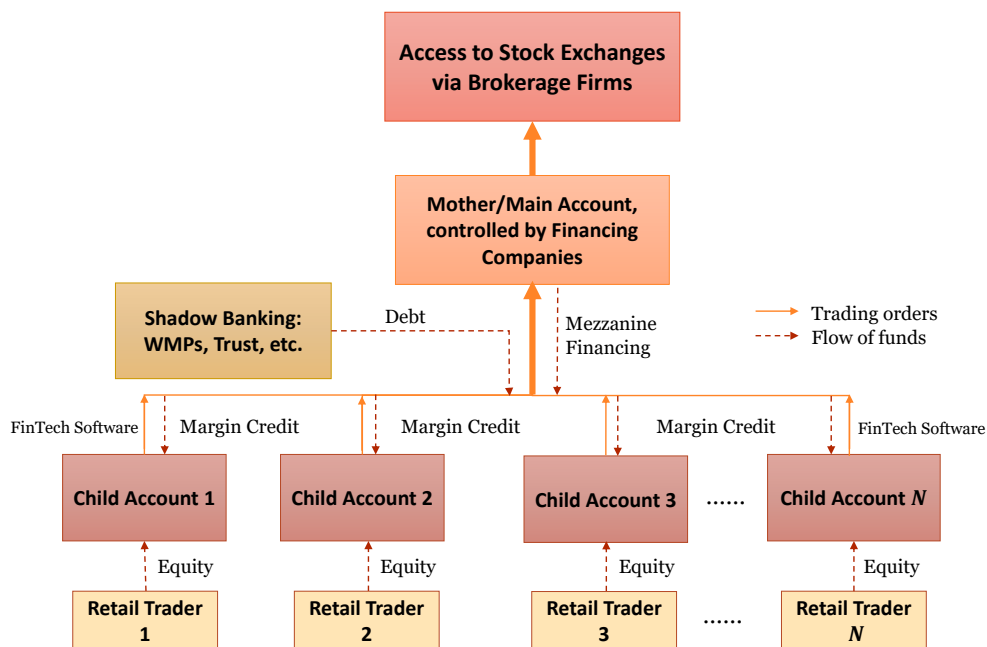 Access to Stock Exchanges
via Brokerage Firms
Mother/Main Account,
controlled by Financing
Companies
Shadow Banking:
WMPs, Trust, etc.
Debt
Mezzanine
Financing
Trading orders
Flow of funds
FinTech Software
Margin Credit
Margin Credit
Margin Credit
FinTech Software
Child Account 1
Child Account 2
Child Account 3
......
Child Account N
Equity
Equity
Equity
Equity
Retail Trader
1
Retail Trader
2
Retail Trader
3
......
Retail Trader
N